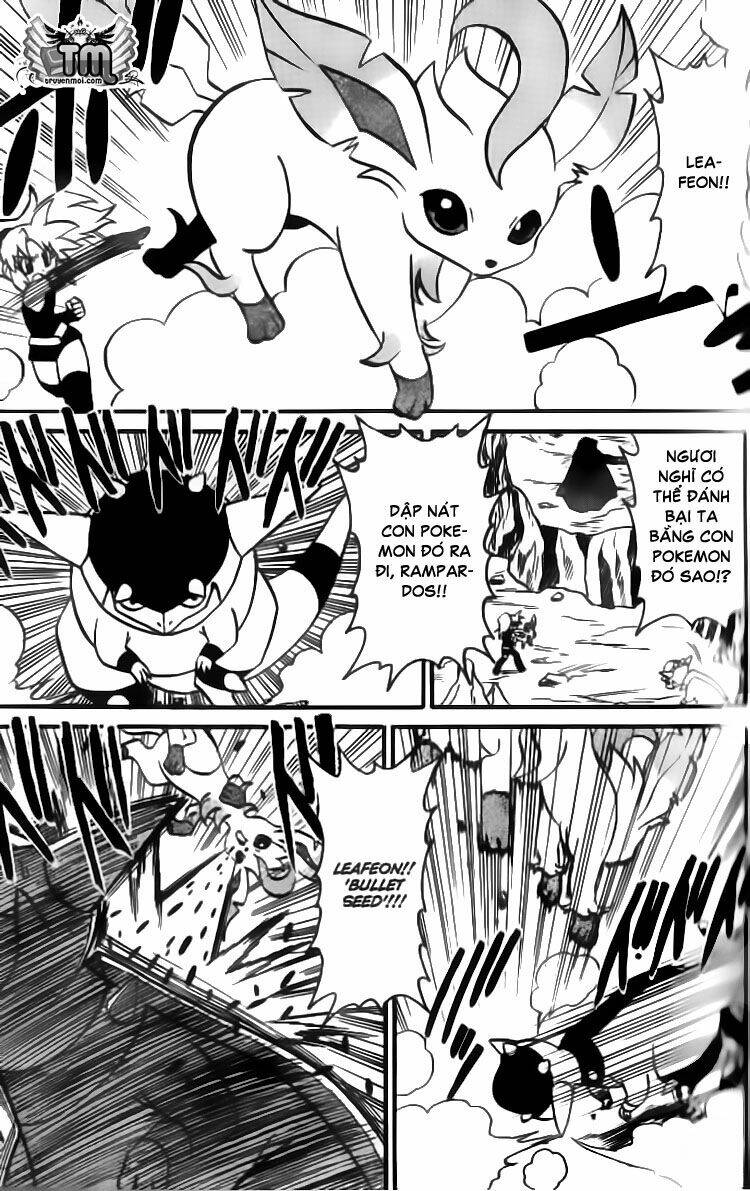 TM
truyenmoi.com
LEA-
FEON!!
NGƯƠI
NGHĨ CÓ
THỂ ĐÁNH
BẠI TA
BẰNG CON
POKEMON
ĐÓ SAO!?
DẬP NÁT
CON POKE-
MON ĐÓ RA
ĐI, RAMPAR-
DOS!!
LEAFEON!!
'BULLET
SEED'!!!